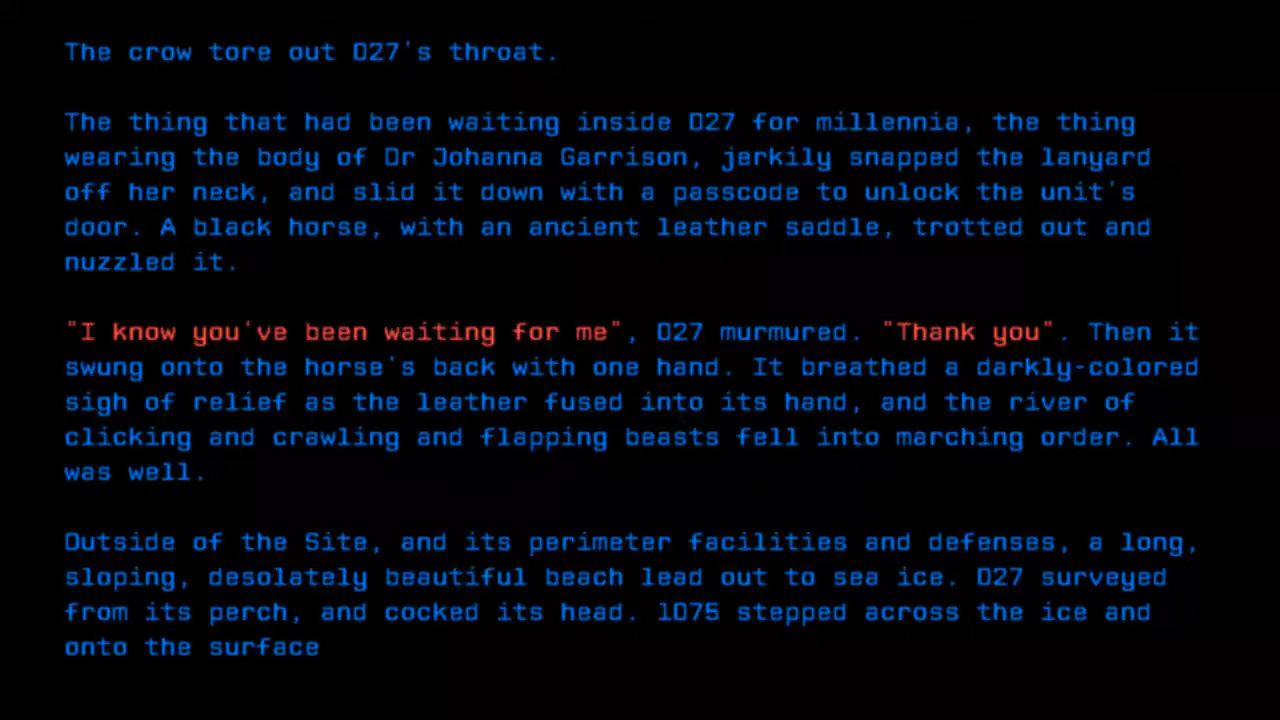 The crow tore out 027's throat.
The thing that had been waiting inside 027 for millennia, the thing
wearing the body of Dr Johanna Garrison, jerkily snapped the lanyard
off her neck, and slid it down with a passcode to unlock the unit's
door. A black horse, with an ancient leather saddle, trotted out and
nuzzled it.
"I know you've been waiting for me", 027 murmured. "Thank you". Then it
swung onto the horse's back with one hand. It breathed a darkly-colored
sigh of relief as the leather fused into its hand, and the river of
clicking and crawling and flapping beasts fell into marching order. All
was well.
Outside of the Site, and its perimeter facilities and defenses, a long,
sloping, desolately beautiful beach lead out to sea ice. 027 surveyed
from its perch, and cocked its head. 1075 stepped across the ice and
onto the surface